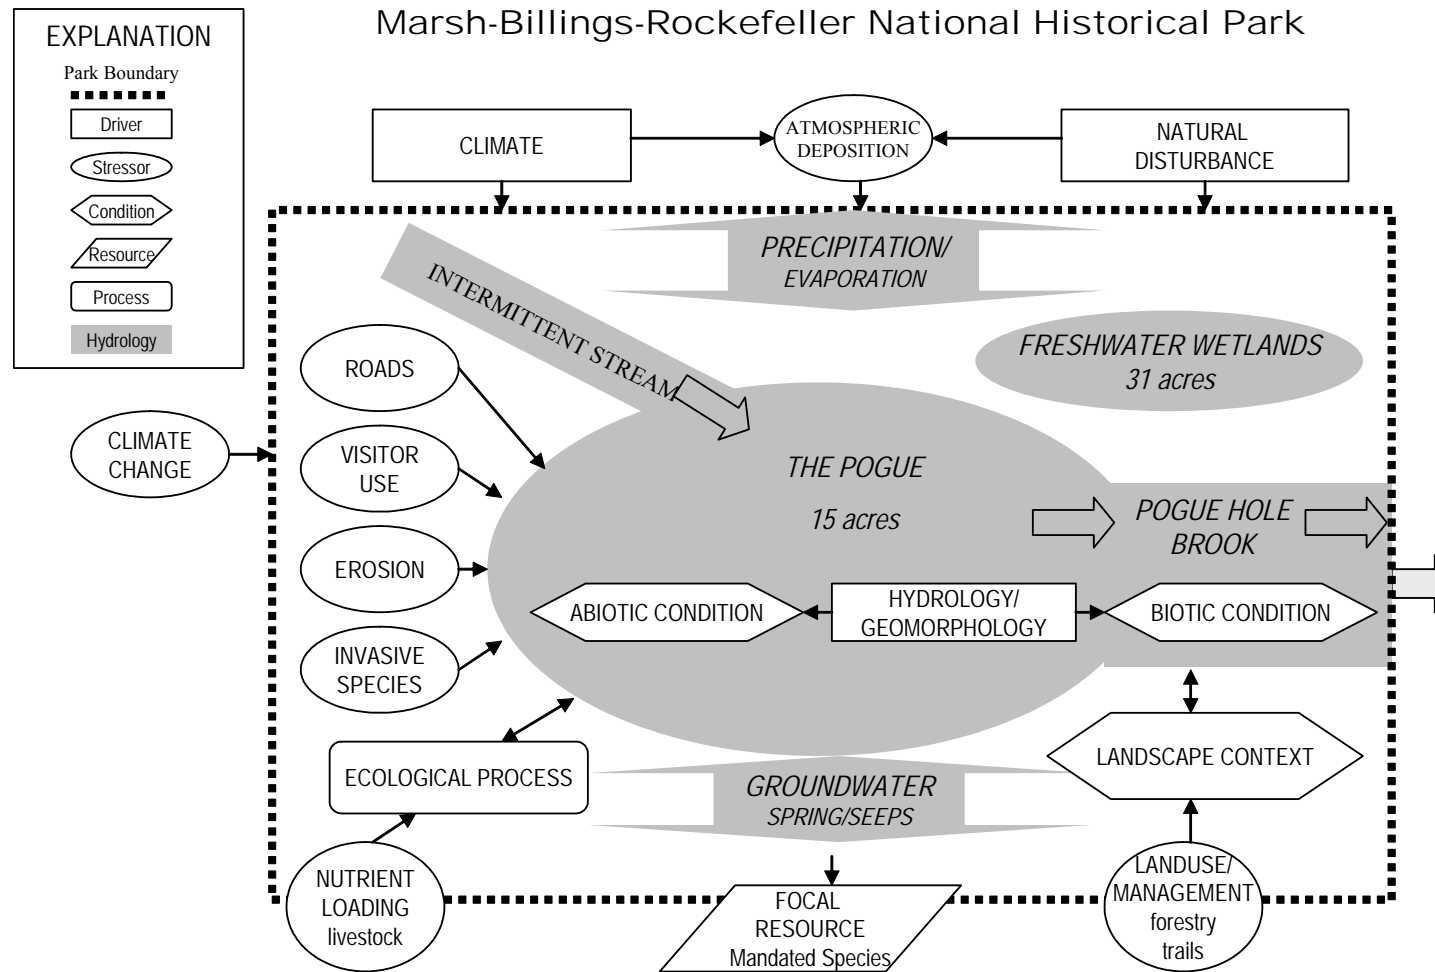 Marsh-Billings-Rockefeller National Historical Park
EXPLANATION
Park Boundary
Driver
Stressor
Condition
Resource
Process
Hydrology
CLIMATE
ATMOSPHERIC
DEPOSITION
NATURAL
DISTURBANCE
PRECIPITATION/
EVAPORATION
INTERMITTENT STREAM
FRESHWATER WETLANDS
31 acres
ROADS
CLIMATE
CHANGE
VISITOR
USE
THE POGUE
15 acres
POGUE HOLE
BROOK
EROSION
ABIOTIC CONDITION
HYDROLOGY/
GEOMORPHOLOGY
BIOTIC CONDITION
INVASIVE
SPECIES
ECOLOGICAL PROCESS
GROUNDWATER
SPRING/SEEPS
LANDSCAPE CONTEXT
NUTRIENT
LOADING
livestock
FOCAL
RESOURCE
Mandated Species
LANDUSE/
MANAGEMENT
forestry
trails